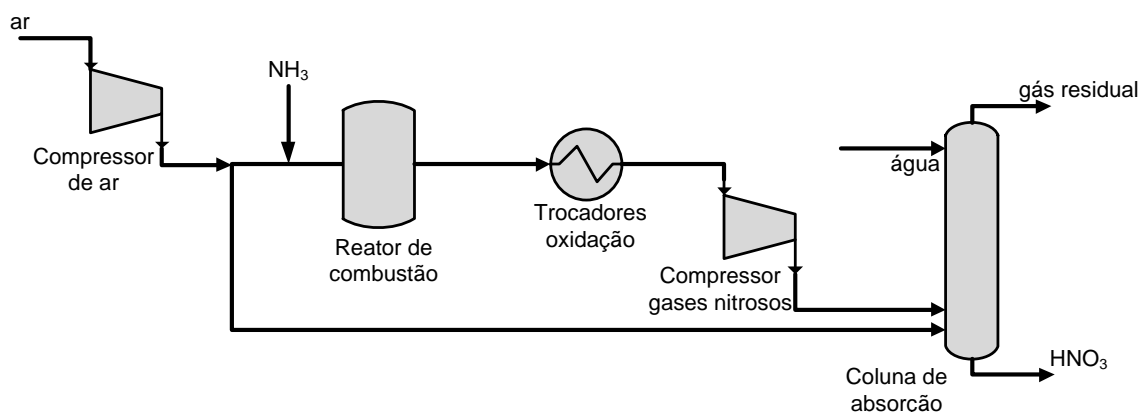 ar
NH₃
gás residual
Compressor
de ar
água
Trocadores
oxidação
Reator de
combustão
Compressor
gases nitrosos
HNO₃
Coluna de
absorção